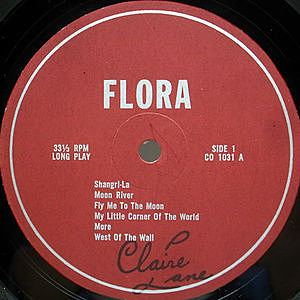 FLORA
33⅓ RPM
LONG PLAY
SIDE 1
CO 1031 A
Shangri-La
Moon River
Fly Me To The Moon
My Little Corner Of The World
More
West Of The Wall
Claire
Lane